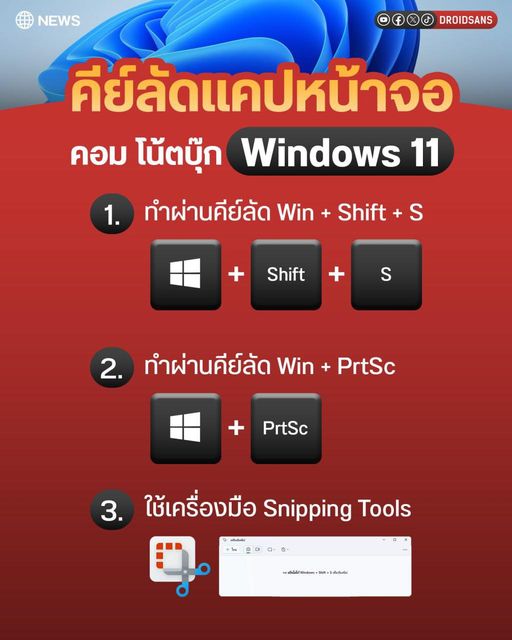 NEWS
DROIDSANS
คีย์ลัดแคปหน้าจอ
คอม โน้ตบุ๊ก Windows 11
1. ทำผ่านคีย์ลัด Win + Shift + S
+ Shift + S
2. ทำผ่านคีย์ลัด Win + PrtSc
+ PrtSc
3. ใช้เครื่องมือ Snipping Tools